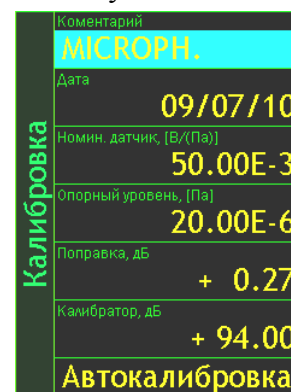 Калибровка
Коментарий
MICROPH.
Дата
09/07/10
Номин. датчик, [В/(Па)]
50.00E-3
Опорный уровень, [Па]
20.00E-6
Поправка, дБ
+ 0.27
Калибратор, дБ
+ 94.00
Автокалибровка